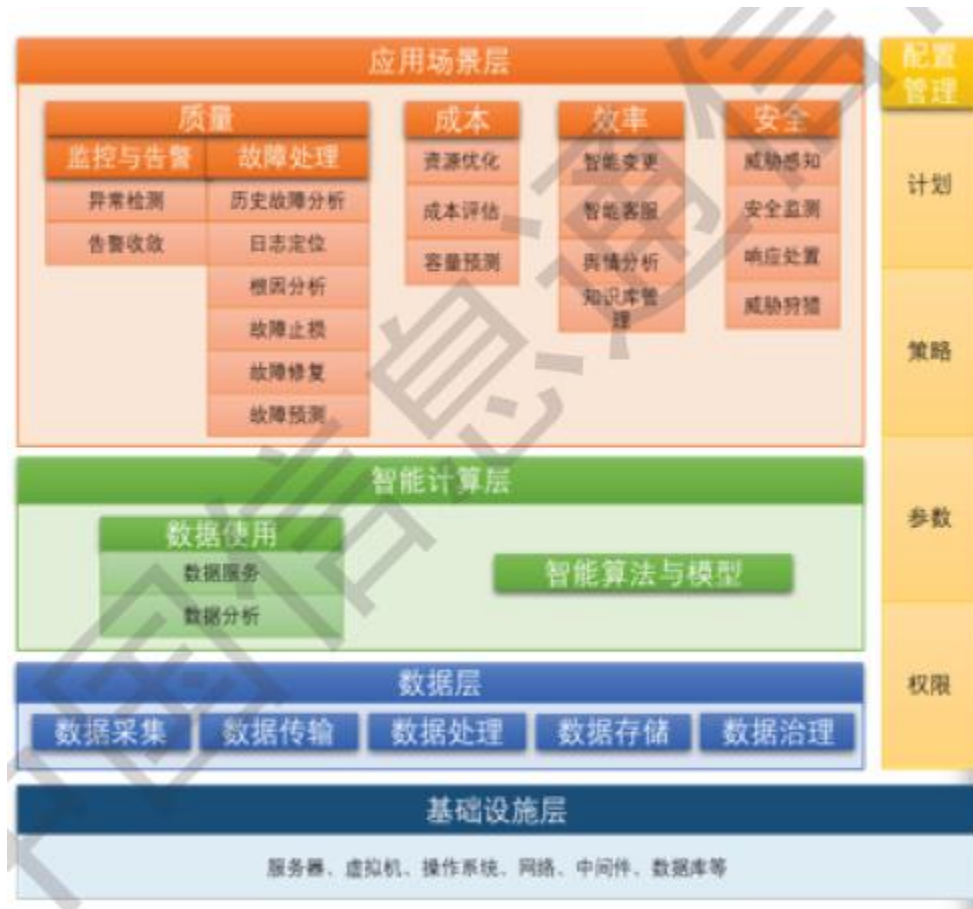 应用场景层
配置
管理
质量
成本
效率
安全
监控与告警
故障处理
异常检测
告警收敛
历史故障分析
日志定位
根因分析
故障止损
故障修复
故障预测
资源优化
成本评估
容量预测
智能变更
智能客服
舆情分析
知识库管
理
威胁感知
安全监测
响应处置
威胁狩猎
计划
策略
参数
权限
智能计算层
数据使用
数据服务
数据分析
智能算法与模型
数据层
数据采集
数据传输
数据处理
数据存储
数据治理
基础设施层
服务器、虚拟机、操作系统、网络、中间件、数据库等
中国信息通信